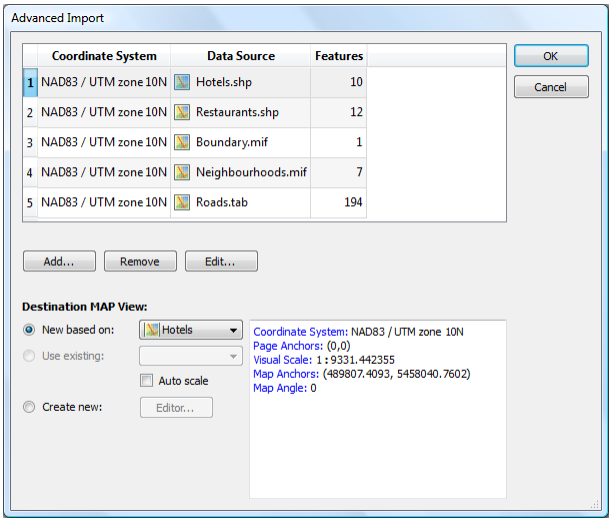 Advanced Import
Coordinate System Data Source Features
1 NAD83 / UTM zone 10N Hotels.shp 10
2 NAD83 / UTM zone 10N Restaurants.shp 12
3 NAD83 / UTM zone 10N Boundary.mif 1
4 NAD83 / UTM zone 10N Neighbourhoods.mif 7
5 NAD83 / UTM zone 10N Roads.tab 194
OK
Cancel
Add... Remove Edit...
Destination MAP View:
New based on: Hotels
Use existing:
Auto scale
Create new: Editor...
Coordinate System: NAD83 / UTM zone 10N
Page Anchors: (0,0)
Visual Scale: 1 : 9331.442355
Map Anchors: (489807.4093, 5458040.7602)
Map Angle: 0